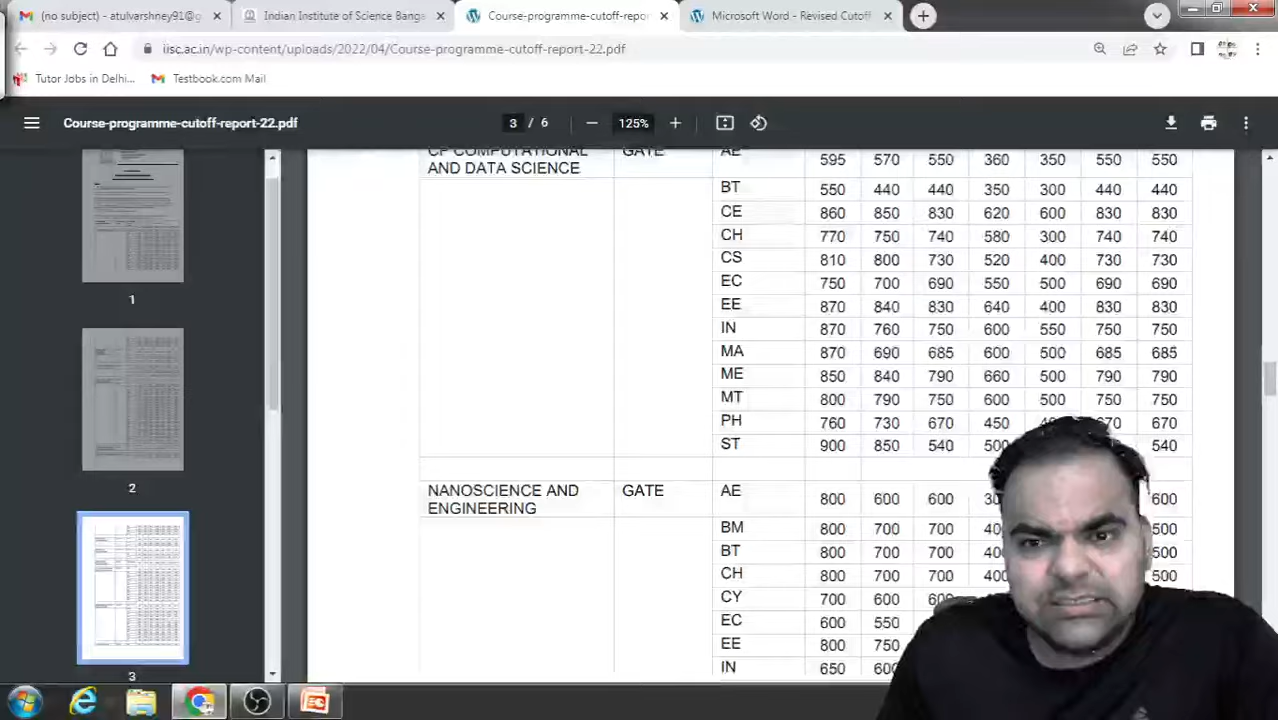 (no subject) - atulvarshney91@g
Indian Institute of Science Banga
Course-programme-cutoff-repor
Microsoft Word - Revised Cutoff
iisc.ac.in/wp-content/uploads/2022/04/Course-programme-cutoff-report-22.pdf
Tutor Jobs in Delhi...
Testbook.com Mail
Course-programme-cutoff-report-22.pdf
3 / 6
125%
CP COMPUTATIONAL AND DATA SCIENCE GATE AE 595 570 550 360 350 550 550
BT 550 440 440 350 300 440 440
CE 860 850 830 620 600 830 830
CH 770 750 740 580 300 740 740
CS 810 800 730 520 400 730 730
EC 750 700 690 550 500 690 690
EE 870 840 830 640 400 830 830
IN 870 760 750 600 550 750 750
MA 870 690 685 600 500 685 685
ME 850 840 790 660 500 790 790
MT 800 790 750 600 500 750 750
PH 760 730 670 450 670
ST 900 850 540 500 540
NANOSCIENCE AND ENGINEERING GATE AE 800 600 600 600
BM 800 700 700 500
BT 800 700 700 500
CH 800 700 700 500
CY 700 600
EC 600 550
EE 800 750
IN 650
1
2
3